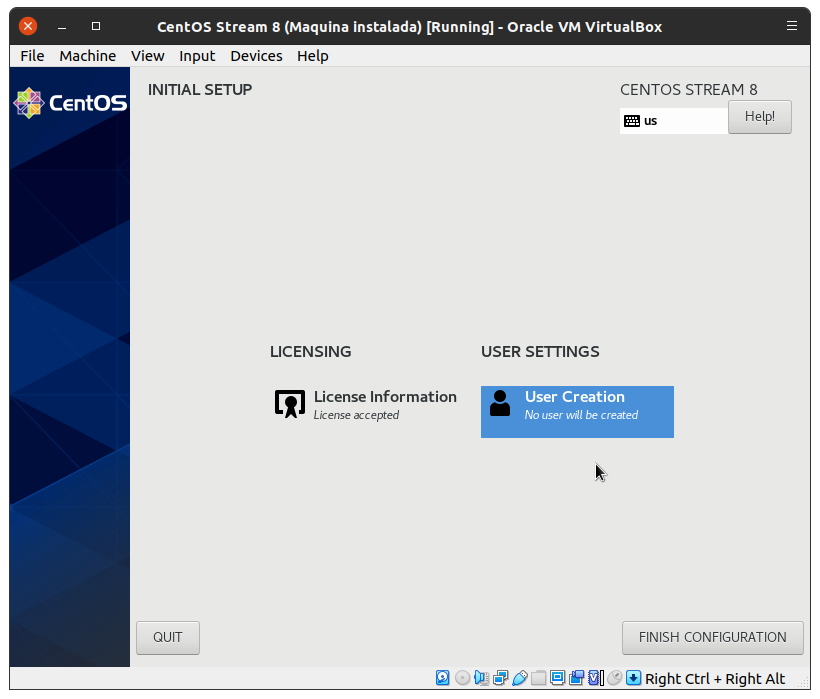 CentOS Stream 8 (Maquina instalada) [Running] - Oracle VM VirtualBox
File Machine View Input Devices Help
CentOS
INITIAL SETUP
CENTOS STREAM 8
us
Help!
LICENSING
License Information
License accepted
USER SETTINGS
User Creation
No user will be created
QUIT
FINISH CONFIGURATION
Right Ctrl + Right Alt